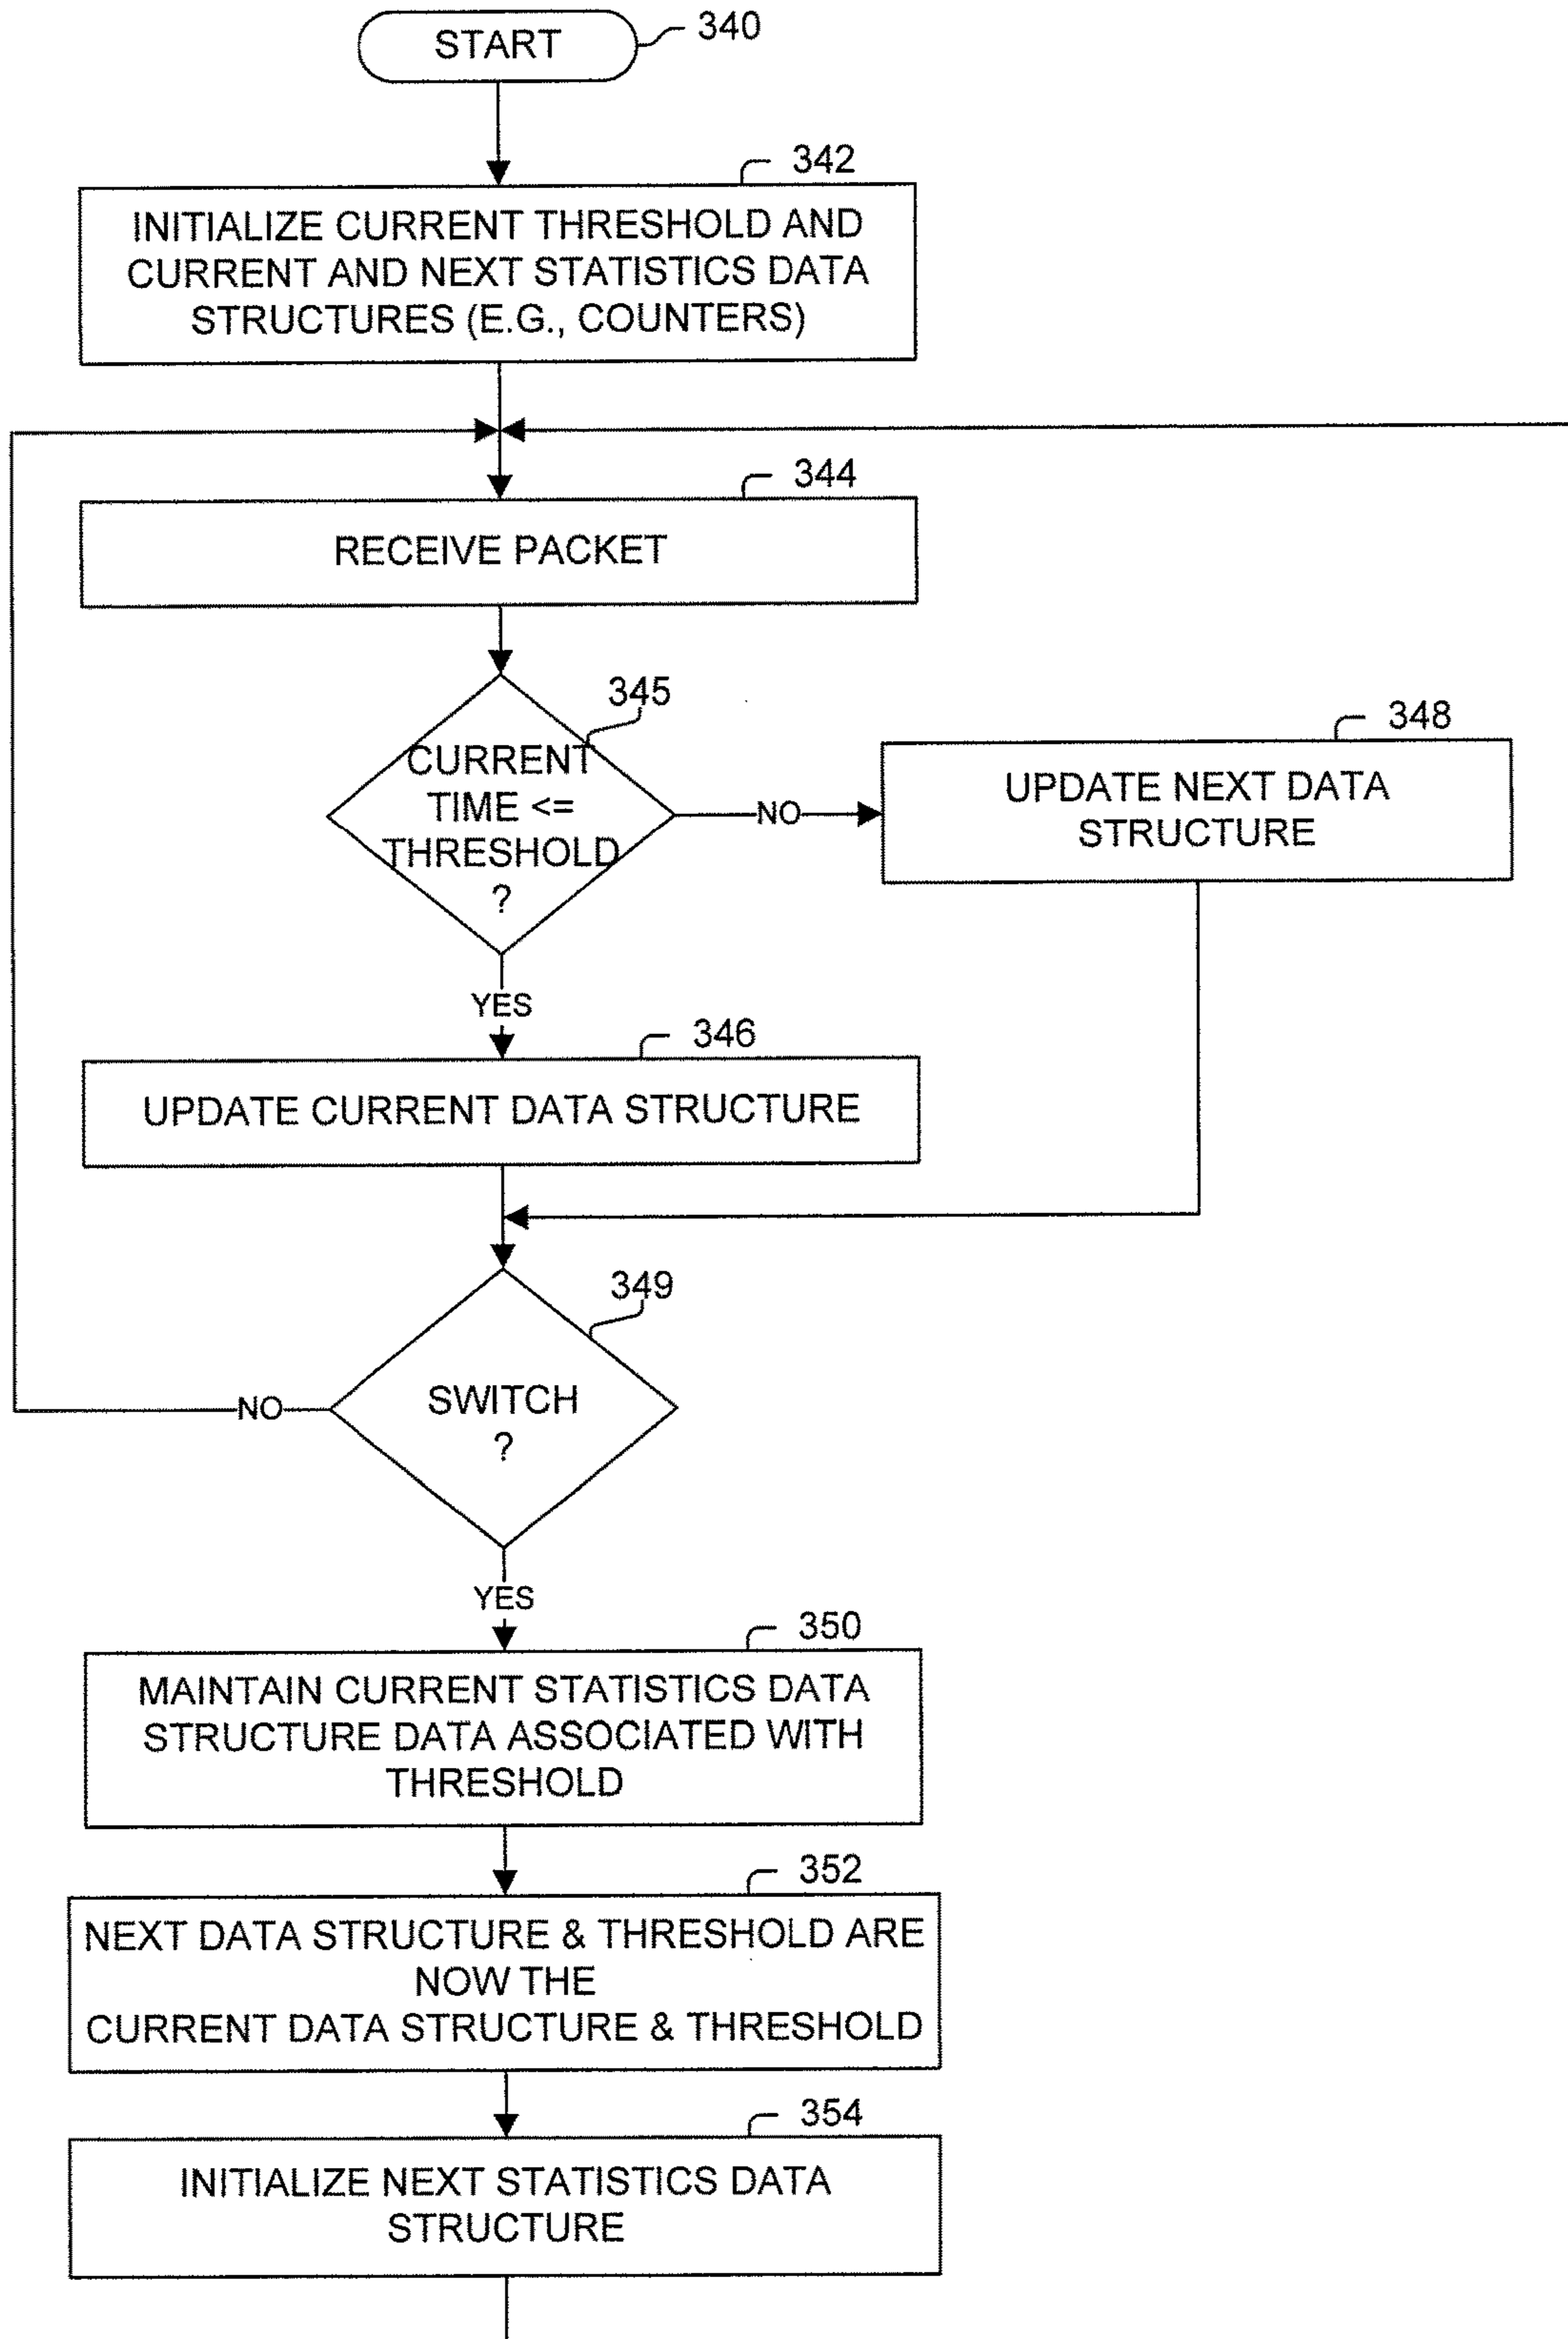 START
340
342
INITIALIZE CURRENT THRESHOLD AND
CURRENT AND NEXT STATISTICS DATA
STRUCTURES (E.G., COUNTERS)
344
RECEIVE PACKET
345
CURRENT
TIME <=
THRESHOLD
?
NO
348
UPDATE NEXT DATA
STRUCTURE
YES
346
UPDATE CURRENT DATA STRUCTURE
349
SWITCH
?
NO
YES
350
MAINTAIN CURRENT STATISTICS DATA
STRUCTURE DATA ASSOCIATED WITH
THRESHOLD
352
NEXT DATA STRUCTURE & THRESHOLD ARE
NOW THE
CURRENT DATA STRUCTURE & THRESHOLD
354
INITIALIZE NEXT STATISTICS DATA
STRUCTURE